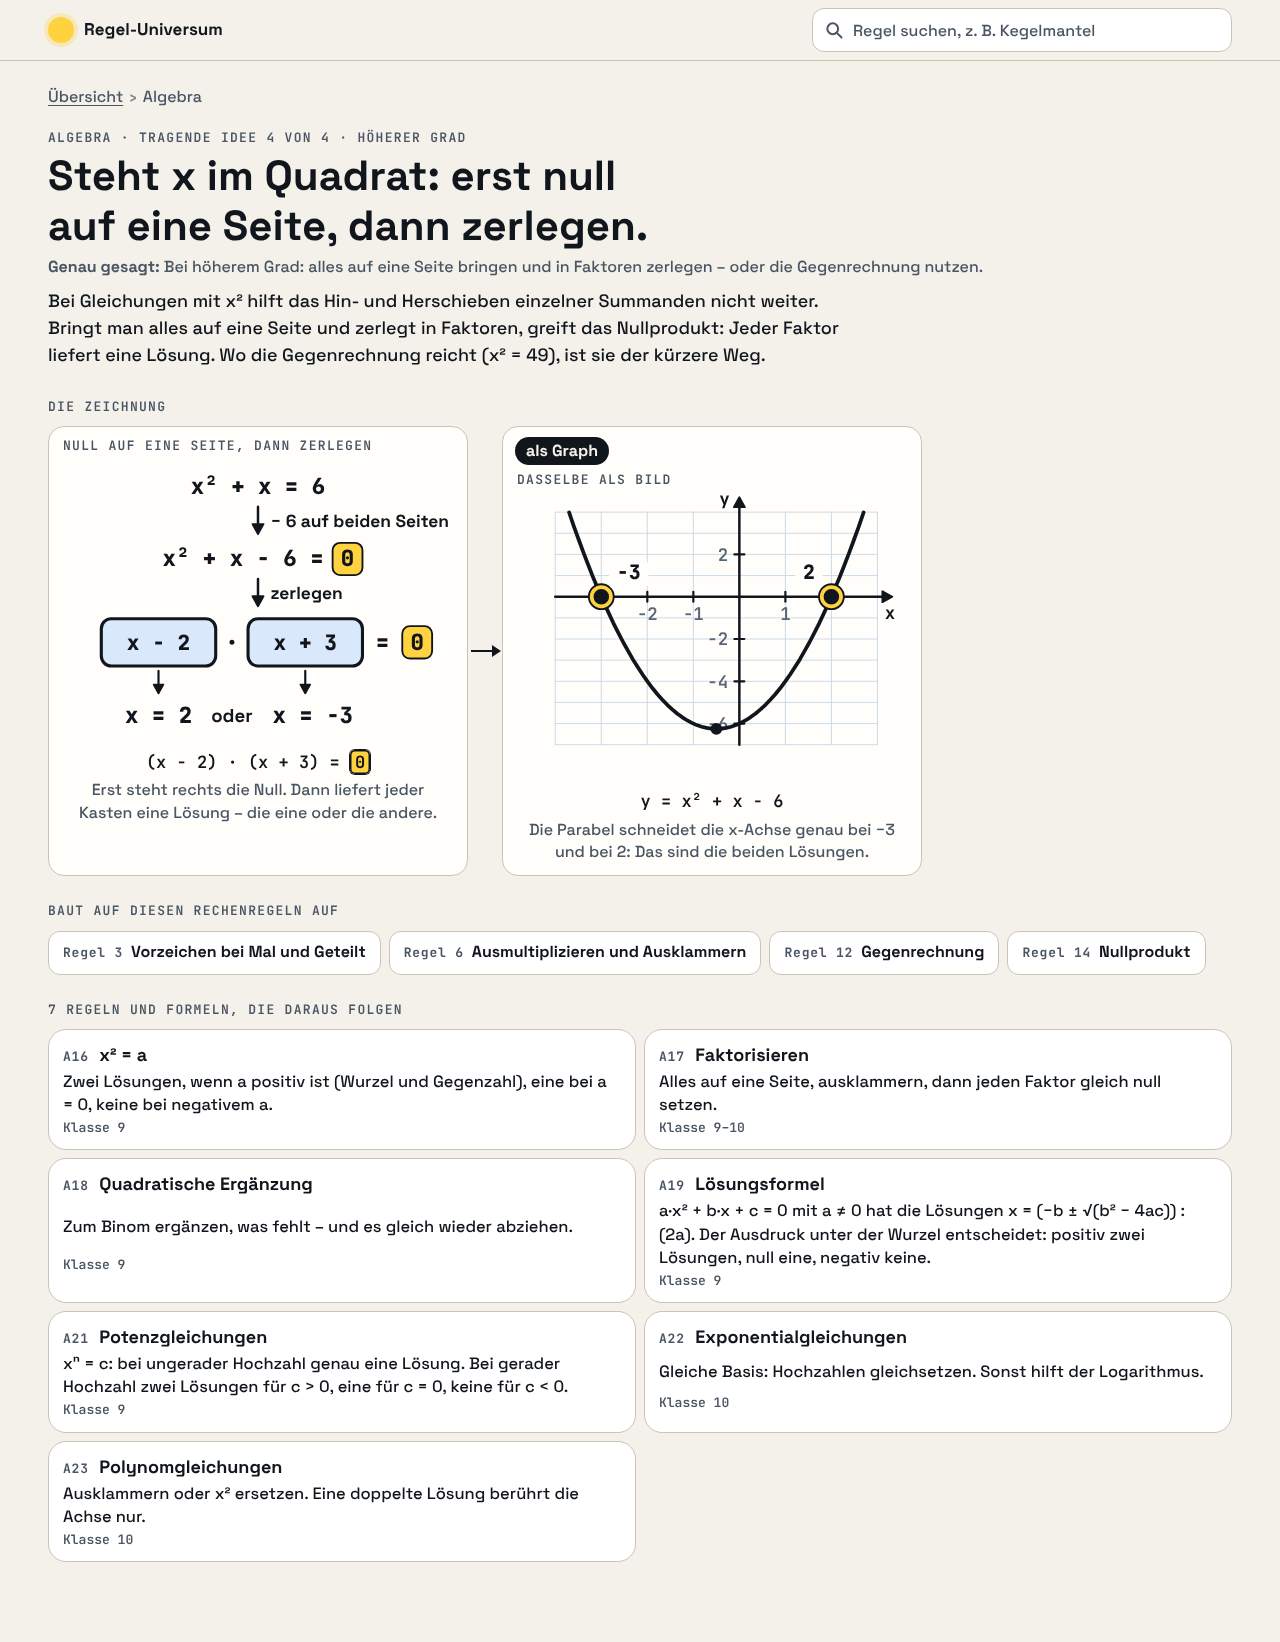 Regel-Universum
Regel suchen, z. B. Kegelmantel
Übersicht > Algebra
ALGEBRA · TRAGENDE IDEE 4 VON 4 · HÖHERER GRAD
Steht x im Quadrat: erst null
auf eine Seite, dann zerlegen.
Genau gesagt: Bei höherem Grad: alles auf eine Seite bringen und in Faktoren zerlegen – oder die Gegenrechnung nutzen.
Bei Gleichungen mit x² hilft das Hin- und Herschieben einzelner Summanden nicht weiter.
Bringt man alles auf eine Seite und zerlegt in Faktoren, greift das Nullprodukt: Jeder Faktor
liefert eine Lösung. Wo die Gegenrechnung reicht (x² = 49), ist sie der kürzere Weg.
DIE ZEICHNUNG
NULL AUF EINE SEITE, DANN ZERLEGEN
x² + x = 6
− 6 auf beiden Seiten
x² + x - 6 = 0
zerlegen
x - 2 · x + 3 = 0
x = 2 oder x = -3
(x - 2) · (x + 3) = 0
Erst steht rechts die Null. Dann liefert jeder
Kasten eine Lösung – die eine oder die andere.
als Graph
DASSELBE ALS BILD
y
2
-3
2
-2
-1
1
x
-2
-4
-6
y = x² + x - 6
Die Parabel schneidet die x-Achse genau bei −3
und bei 2: Das sind die beiden Lösungen.
BAUT AUF DIESEN RECHENREGELN AUF
Regel 3 Vorzeichen bei Mal und Geteilt
Regel 6 Ausmultiplizieren und Ausklammern
Regel 12 Gegenrechnung
Regel 14 Nullprodukt
7 REGELN UND FORMELN, DIE DARAUS FOLGEN
A16 x² = a
Zwei Lösungen, wenn a positiv ist (Wurzel und Gegenzahl), eine bei a
= 0, keine bei negativem a.
Klasse 9
A17 Faktorisieren
Alles auf eine Seite, ausklammern, dann jeden Faktor gleich null
setzen.
Klasse 9–10
A18 Quadratische Ergänzung
Zum Binom ergänzen, was fehlt – und es gleich wieder abziehen.
Klasse 9
A19 Lösungsformel
a·x² + b·x + c = 0 mit a ≠ 0 hat die Lösungen x = (−b ± √(b² − 4ac)) :
(2a). Der Ausdruck unter der Wurzel entscheidet: positiv zwei
Lösungen, null eine, negativ keine.
Klasse 9
A21 Potenzgleichungen
xⁿ = c: bei ungerader Hochzahl genau eine Lösung. Bei gerader
Hochzahl zwei Lösungen für c > 0, eine für c = 0, keine für c < 0.
Klasse 9
A22 Exponentialgleichungen
Gleiche Basis: Hochzahlen gleichsetzen. Sonst hilft der Logarithmus.
Klasse 10
A23 Polynomgleichungen
Ausklammern oder x² ersetzen. Eine doppelte Lösung berührt die
Achse nur.
Klasse 10